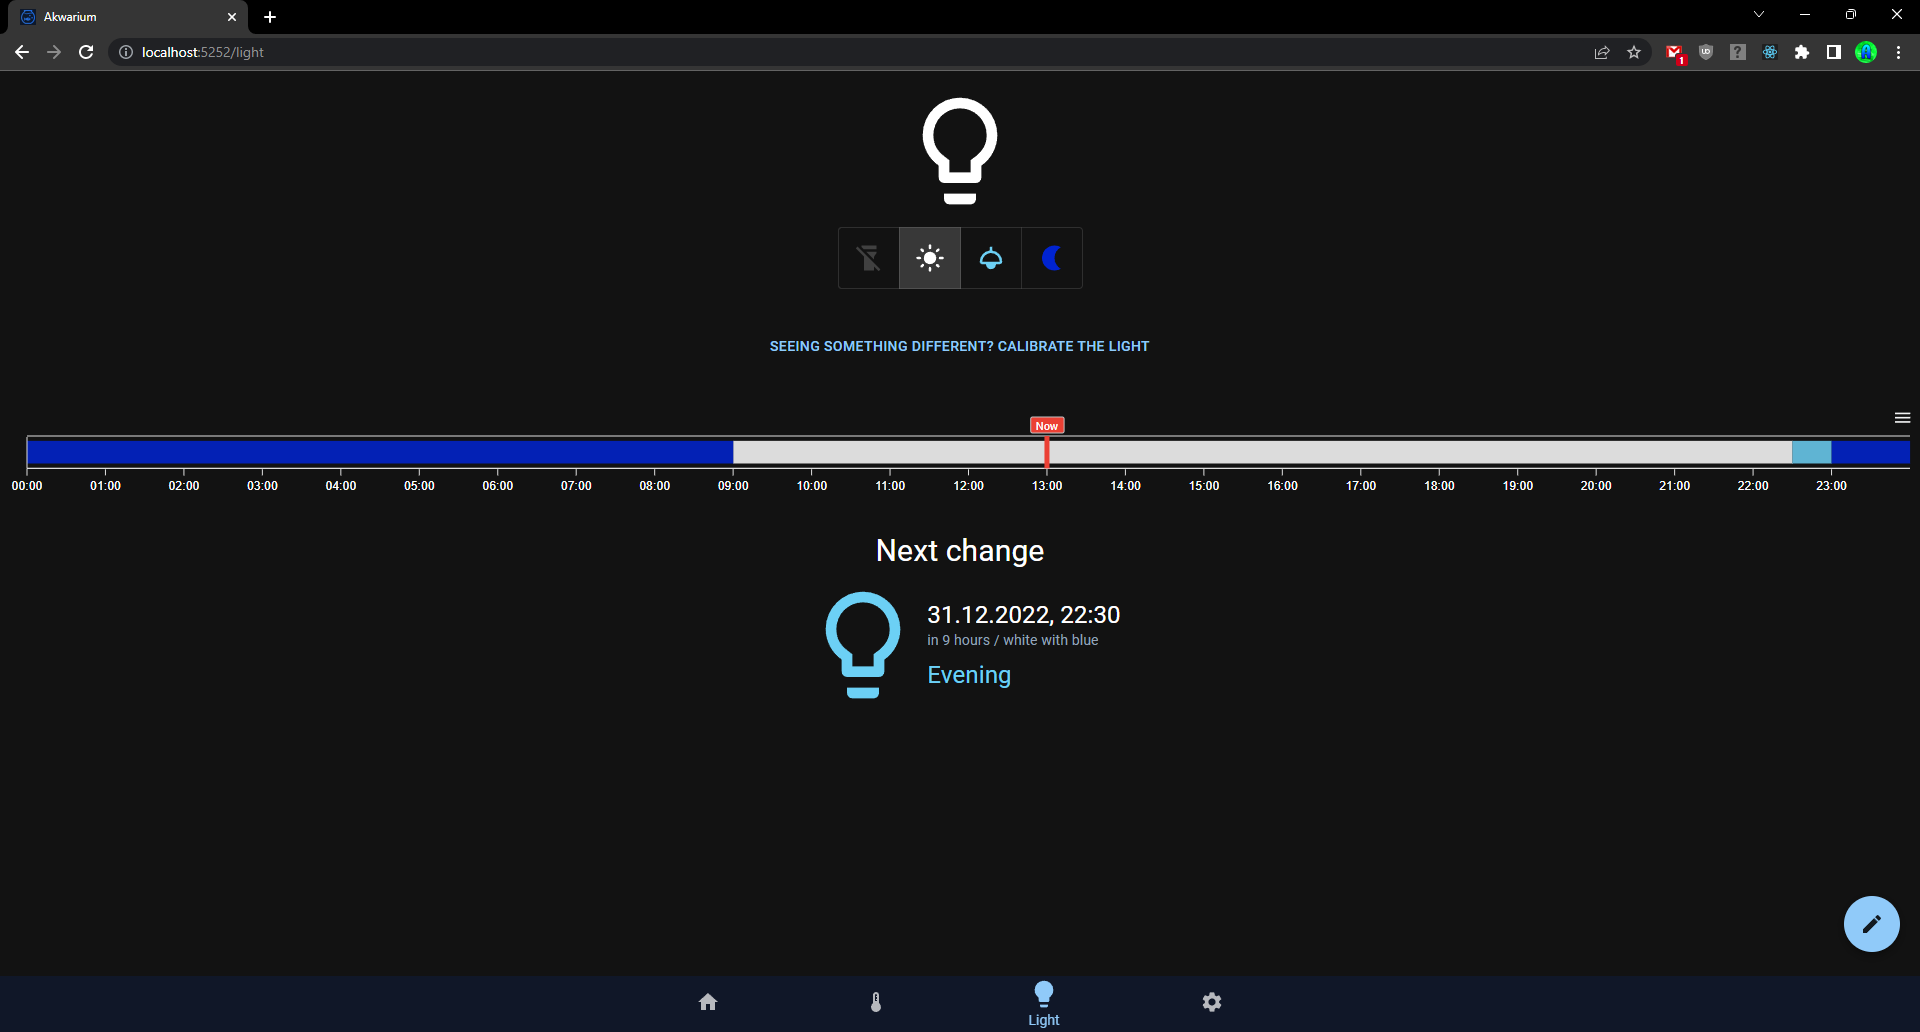 Akwarium
localhost:5252/light
1
SEEING SOMETHING DIFFERENT? CALIBRATE THE LIGHT
Now
00:00 01:00 02:00 03:00 04:00 05:00 06:00 07:00 08:00 09:00 10:00 11:00 12:00 13:00 14:00 15:00 16:00 17:00 18:00 19:00 20:00 21:00 22:00 23:00
Next change
31.12.2022, 22:30
in 9 hours / white with blue
Evening
Light